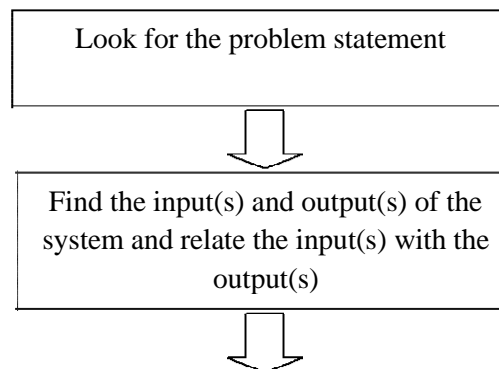 Look for the problem statement
Find the input(s) and output(s) of the
system and relate the input(s) with the
output(s)